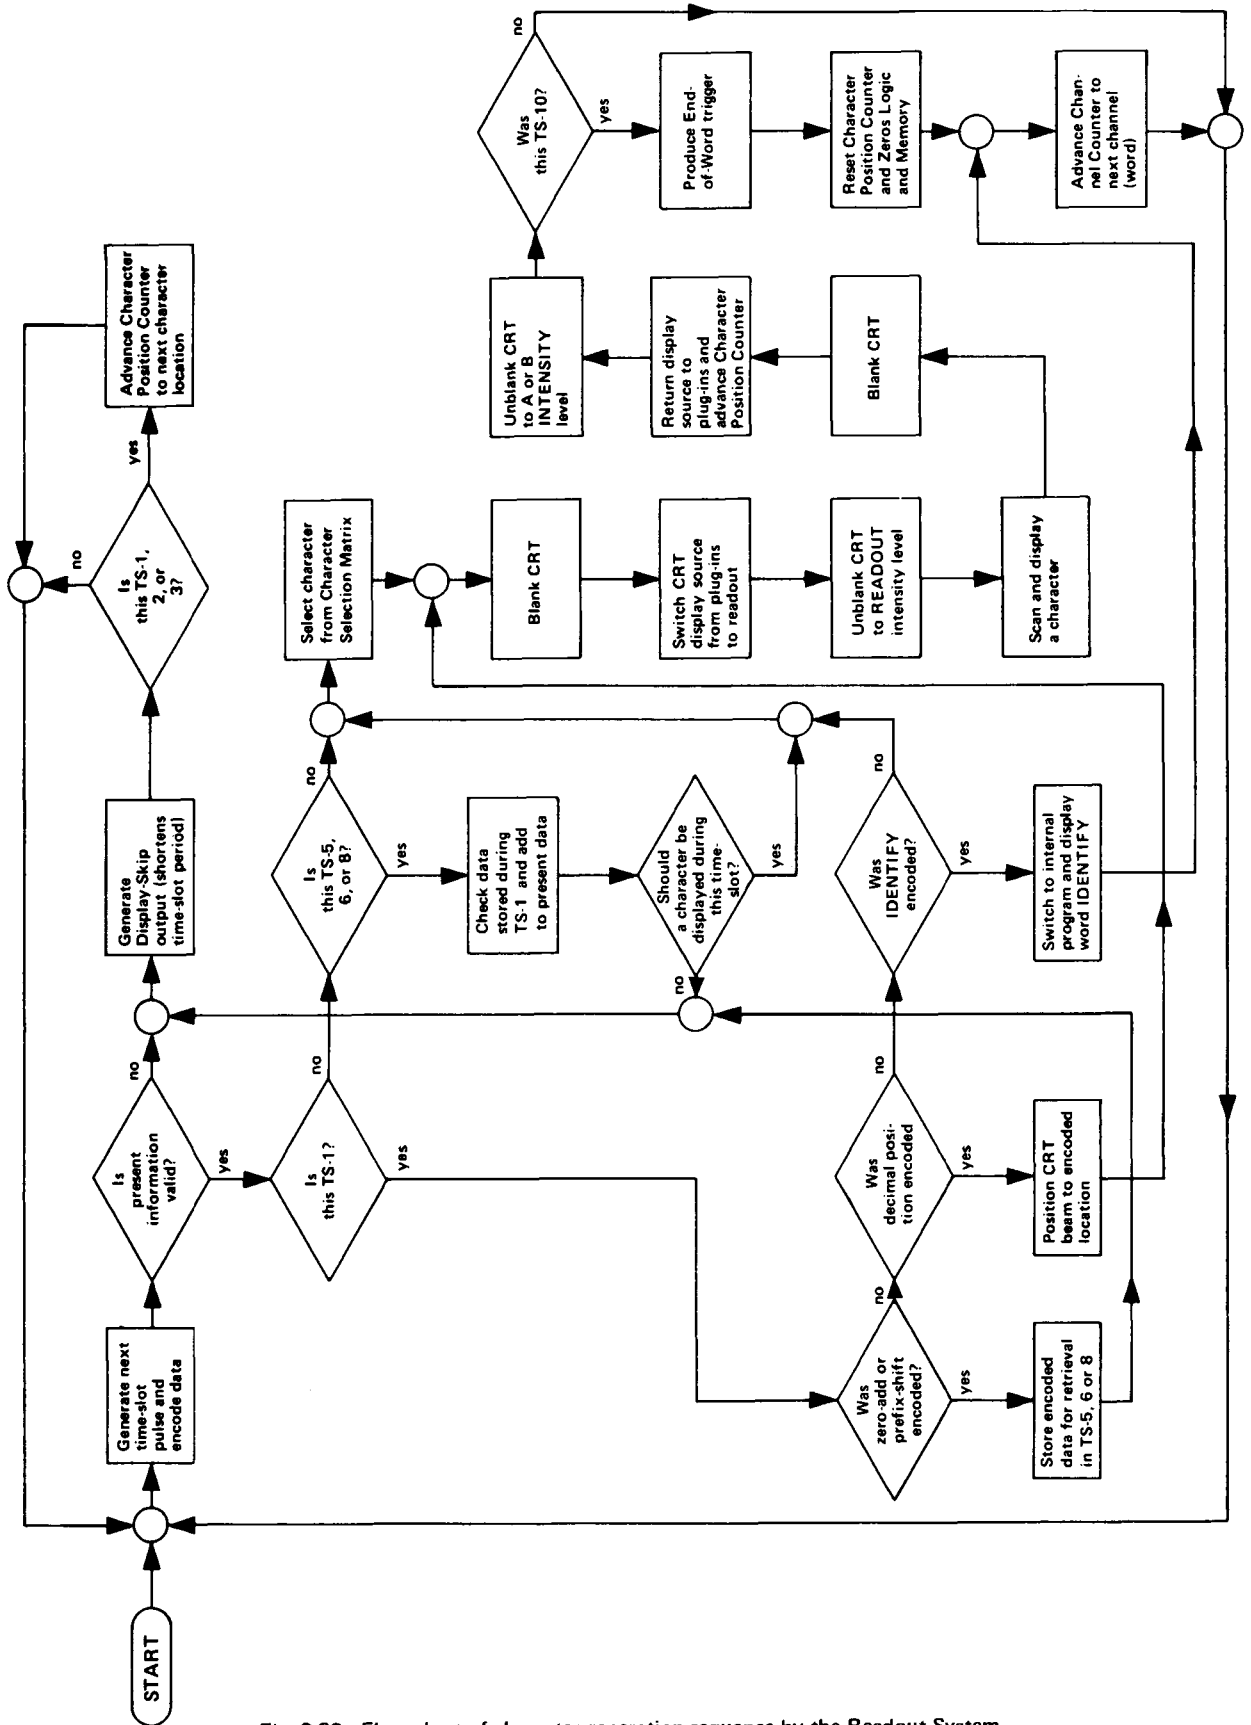 START
Generate next
time-slot
pulse and
encode data
Is
present
information
valid?
no
yes
Generate
Display-Skip
output (shortens
time-slot period)
Is
this TS-1,
2, or
3?
no
yes
Advance Character
Position Counter
to next character
location
Is
this TS-1?
no
yes
Is
this TS-5,
6, or 8?
no
yes
Check data
stored during
TS-1 and add
to present data
Should
a character be
displayed during
this time-
slot?
no
yes
Was
zero-add or
prefix-shift
encoded?
no
yes
Store encoded
data for retrieval
in TS-5, 6 or 8
Was
decimal posi-
tion encoded
no
yes
Position CRT
beam to encoded
location
Was
IDENTIFY
encoded?
no
yes
Switch to internal
program and display
word IDENTIFY
Select character
from Character
Selection Matrix
Blank CRT
Switch CRT
display source
from plug-ins
to readout
Unblank CRT
to READOUT
intensity level
Scan and display
a character
Blank CRT
Return display
source to
plug-ins and
advance Character
Position Counter
Unblank CRT
to A or B
INTENSITY
level
Was
this TS-10?
no
yes
Produce End-
of-Word trigger
Reset Character
Position Counter
and Zeros Logic
and Memory
Advance Chan-
nel Counter to
next channel
(word)